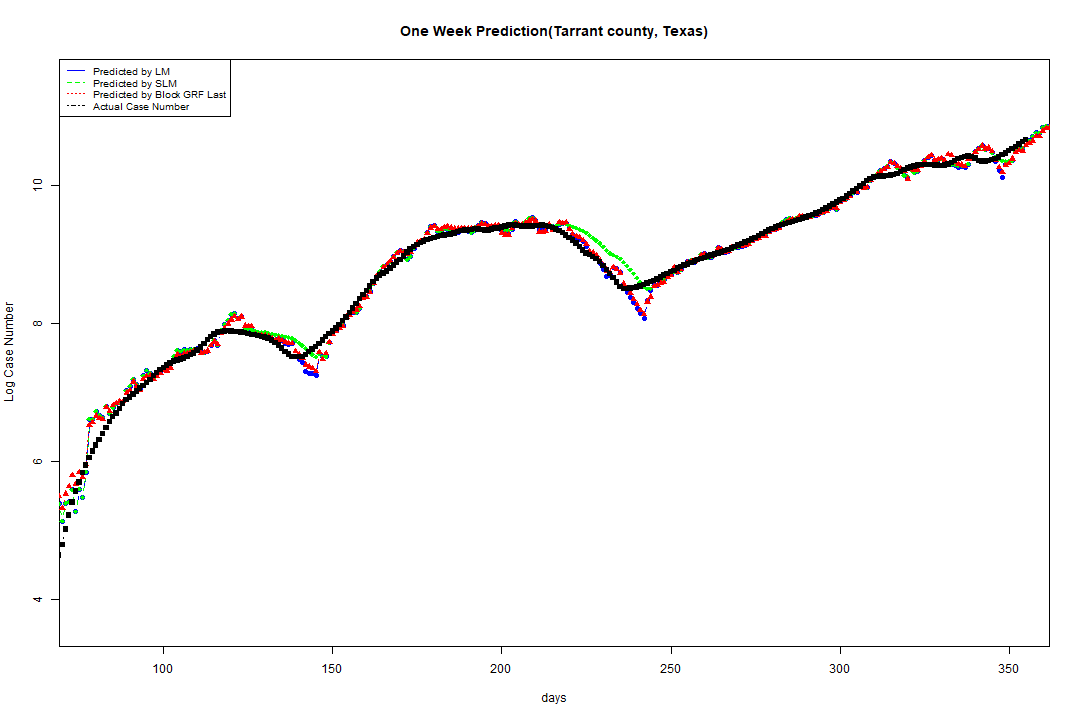 One Week Prediction(Tarrant county, Texas)
Predicted by LM
Predicted by SLM
Predicted by Block GRF Last
Actual Case Number
Log Case Number
10
8
6
4
100 150 200 250 300 350
days